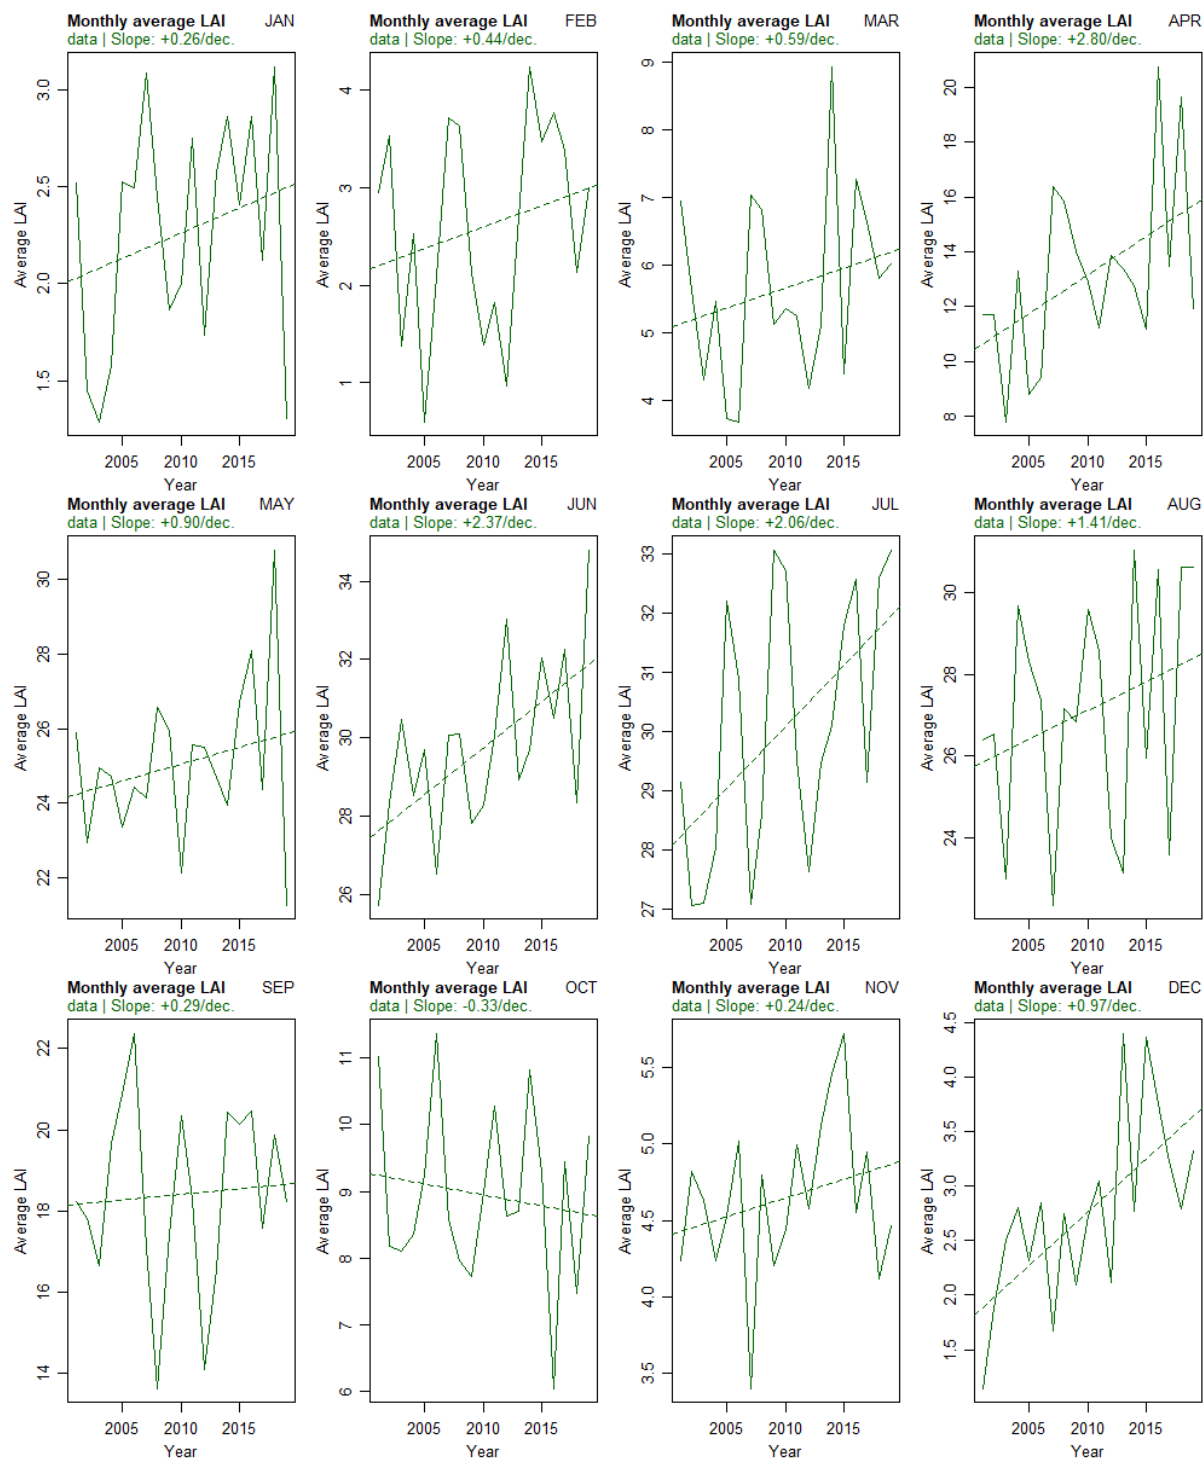 Monthly average LAI JAN
data | Slope: +0.26/dec.
3.0
2.5
2.0
1.5
Average LAI
2005 2010 2015
Year
Monthly average LAI FEB
data | Slope: +0.44/dec.
4
3
2
1
Average LAI
2005 2010 2015
Year
Monthly average LAI MAR
data | Slope: +0.59/dec.
9
8
7
6
5
4
Average LAI
2005 2010 2015
Year
Monthly average LAI APR
data | Slope: +2.80/dec.
20
18
16
14
12
10
8
Average LAI
2005 2010 2015
Year
Monthly average LAI MAY
data | Slope: +0.90/dec.
30
28
26
24
22
Average LAI
2005 2010 2015
Year
Monthly average LAI JUN
data | Slope: +2.37/dec.
34
32
30
28
26
Average LAI
2005 2010 2015
Year
Monthly average LAI JUL
data | Slope: +2.06/dec.
33
32
31
30
29
28
27
Average LAI
2005 2010 2015
Year
Monthly average LAI AUG
data | Slope: +1.41/dec.
30
28
26
24
Average LAI
2005 2010 2015
Year
Monthly average LAI SEP
data | Slope: +0.29/dec.
22
20
18
16
14
Average LAI
2005 2010 2015
Year
Monthly average LAI OCT
data | Slope: -0.33/dec.
11
10
9
8
7
6
Average LAI
2005 2010 2015
Year
Monthly average LAI NOV
data | Slope: +0.24/dec.
5.5
5.0
4.5
4.0
3.5
Average LAI
2005 2010 2015
Year
Monthly average LAI DEC
data | Slope: +0.97/dec.
4.5
4.0
3.5
3.0
2.5
2.0
1.5
Average LAI
2005 2010 2015
Year